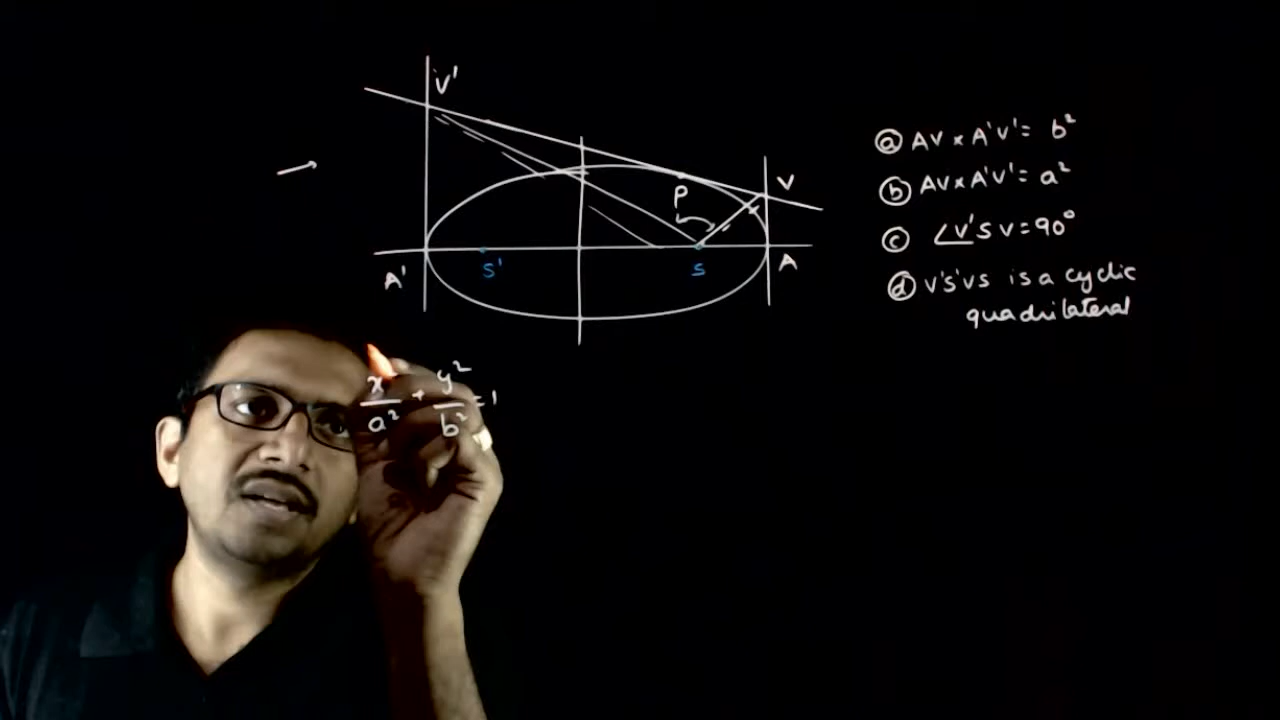 V'
P
V
A'
S'
S
A
ⓐ AV × A'V' = b²
ⓑ AV × A'V' = a²
ⓒ ∠V'SV = 90°
ⓓ V'S'VS is a cyclic
quadrilateral
x²/a² + y²/b² = 1